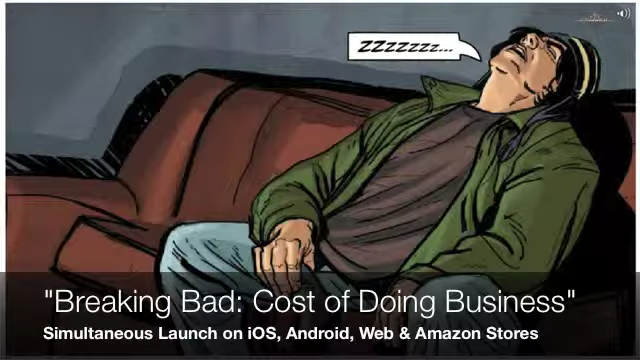 ZZZZZZZ...
"Breaking Bad: Cost of Doing Business"
Simultaneous Launch on iOS, Android, Web & Amazon Stores